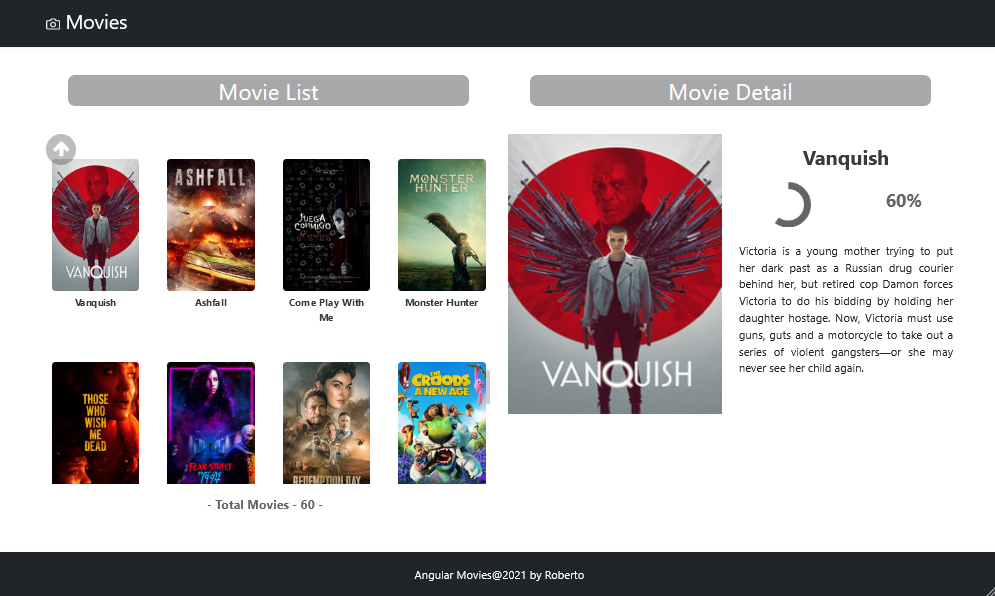 Movies
Movie List
Movie Detail
VANQUISH
ASHFALL
JUEGA
CONMIGO
MONSTER
HUNTER
Vanquish
Ashfall
Come Play With
Me
Monster Hunter
THOSE
WHO
WISH
ME
DEAD
FEAR STREET
1994
REDEMPTION DAY
THE
CROODS
A NEW AGE
- Total Movies - 60 -
VANQUISH
Vanquish
60%
Victoria is a young mother trying to put
her dark past as a Russian drug courier
behind her, but retired cop Damon forces
Victoria to do his bidding by holding her
daughter hostage. Now, Victoria must use
guns, guts and a motorcycle to take out a
series of violent gangsters—or she may
never see her child again.
Angular Movies@2021 by Roberto